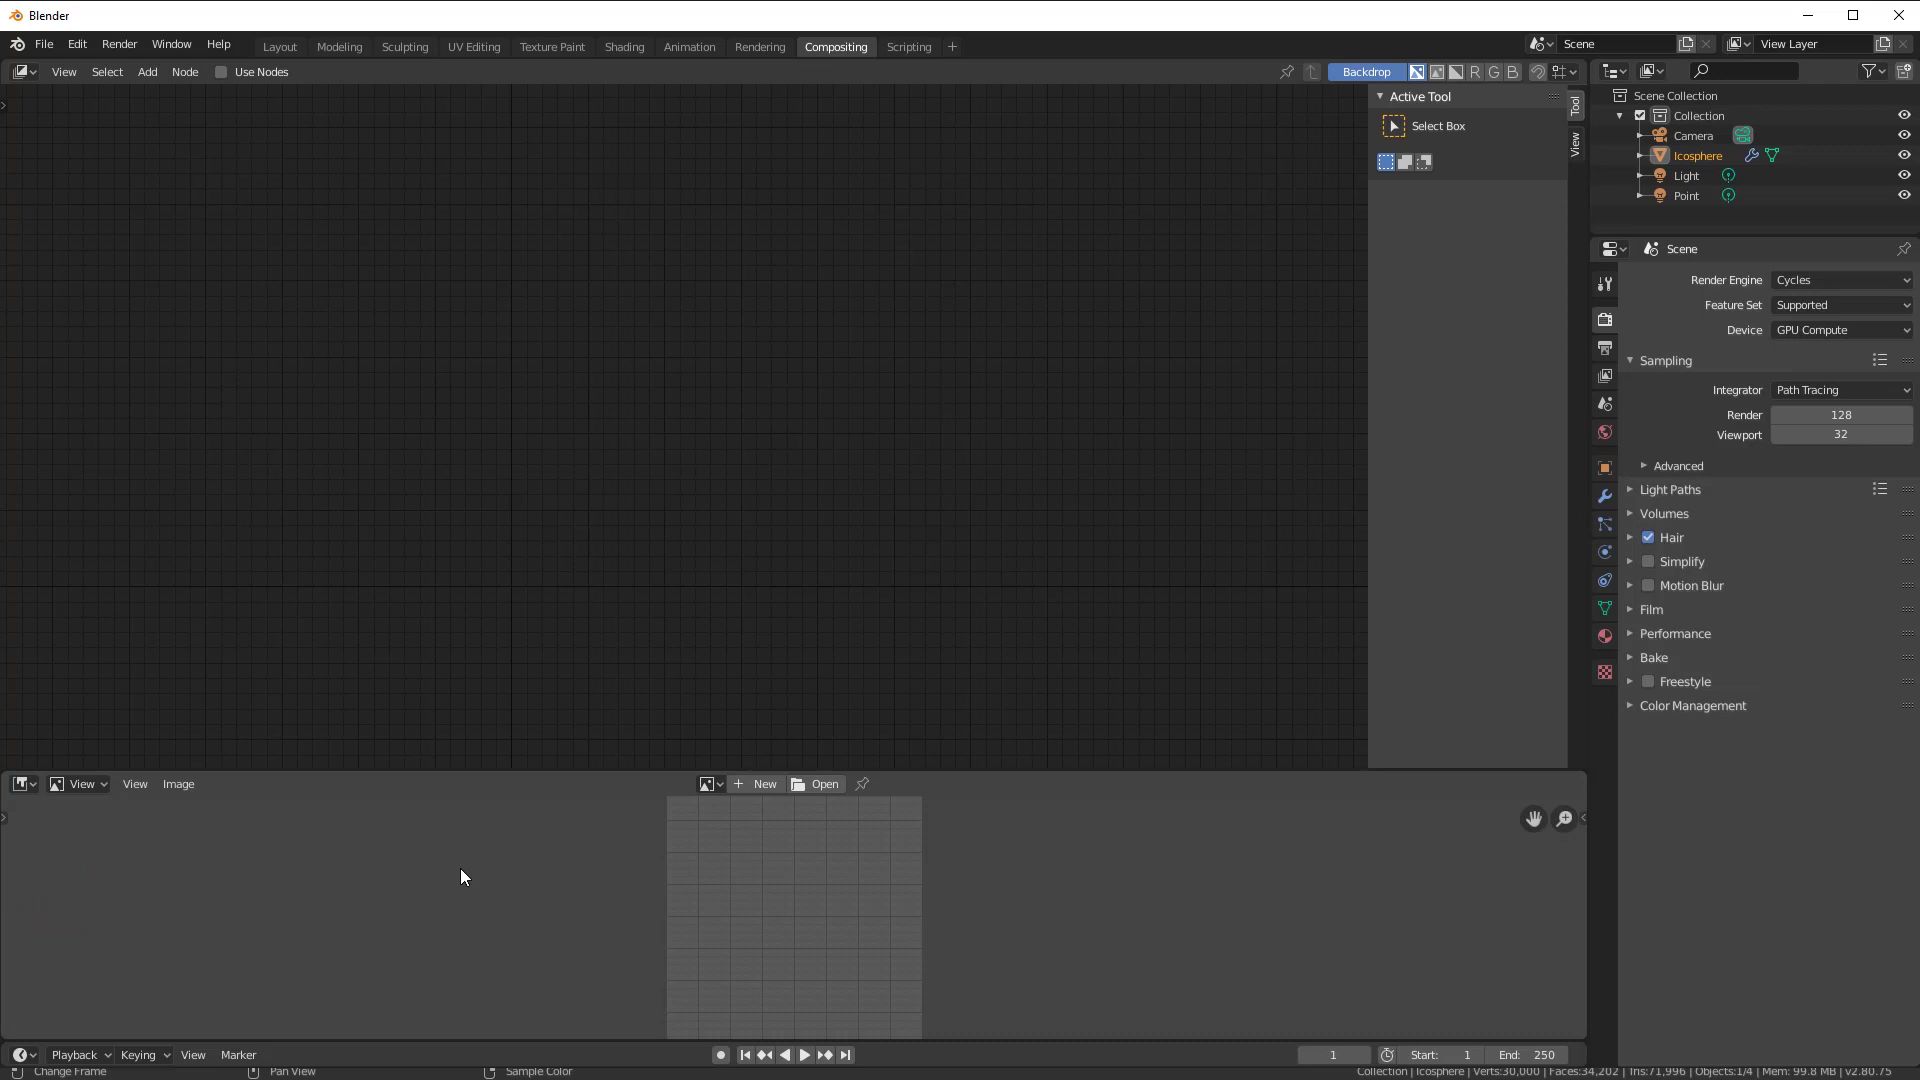 Blender
File Edit Render Window Help Layout Modeling Sculpting UV Editing Texture Paint Shading Animation Rendering Compositing Scripting + Scene View Layer
View Select Add Node Use Nodes Backdrop R G B
Active Tool
Select Box
Tool
View
Scene Collection
Collection
Camera
Icosphere
Light
Point
Scene
Render Engine Cycles
Feature Set Supported
Device GPU Compute
Sampling
Integrator Path Tracing
Render 128
Viewport 32
Advanced
Light Paths
Volumes
Hair
Simplify
Motion Blur
Film
Performance
Bake
Freestyle
Color Management
View View Image + New Open
Playback Keying View Marker 1 Start: 1 End: 250
Change Frame Pan View Sample Color Collection | Icosphere | Verts:30,000 | Faces:34,202 | Tris:71,996 | Objects:1/4 | Mem: 99.8 MB | v2.80.75